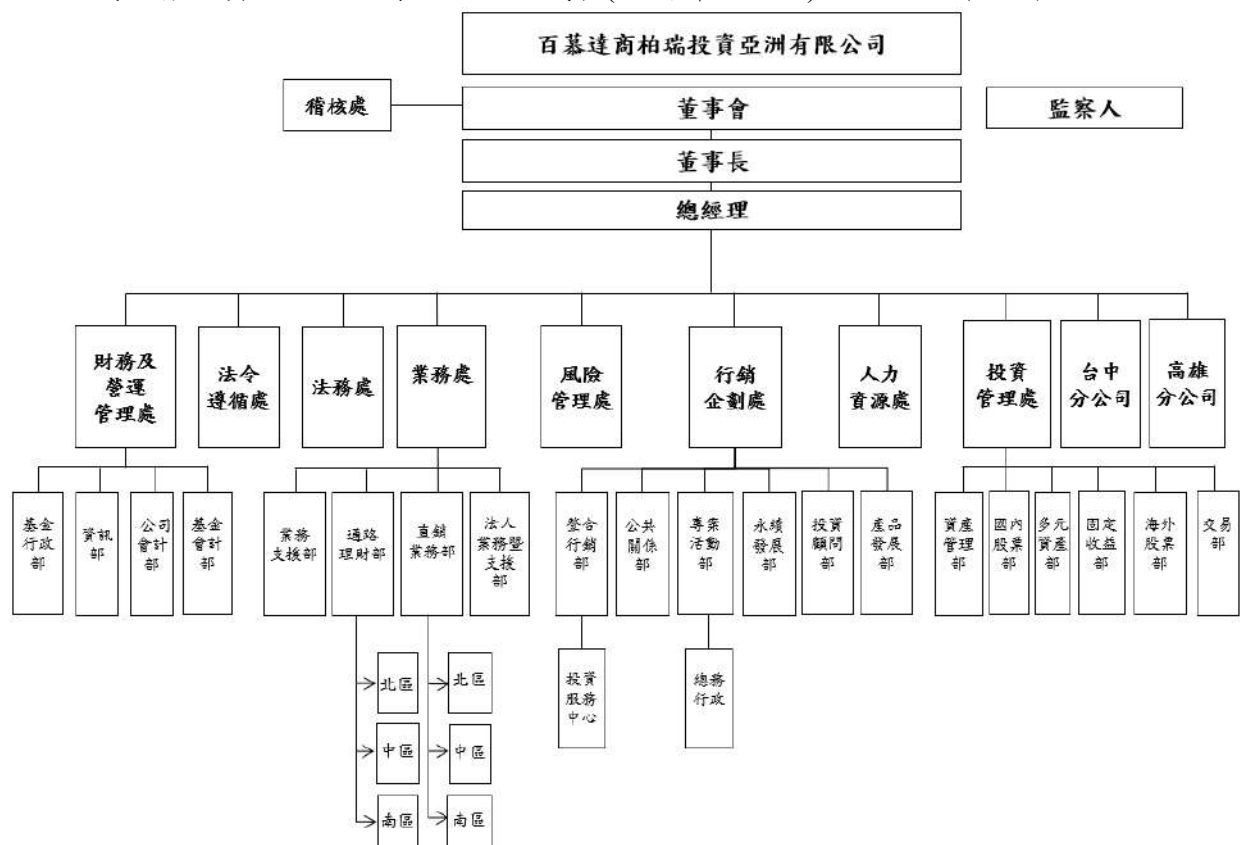 百慕達商柏瑞投資亞洲有限公司
稽核處
董事會
監察人
董事長
總經理
財務及
營運
管理處
法令
遵循處
法務處
業務處
風險
管理處
行銷
企劃處
人力
資源處
投資
管理處
台中
分公司
高雄
分公司
基金
行政
部
資訊
部
公司
會計
部
基金
會計
部
業務
支援部
通路
理財部
直銷
業務部
法人
業務暨
支援
部
整合
行銷
部
公共
關係
部
專案
活動
部
永續
發展
部
投資
顧問
部
產品
發展
部
資產
管理
部
國內
股票
部
多元
資產
部
固定
收益
部
海外
股票
部
交易
部
北區
北區
中區
中區
南區
南區
投資
服務
中心
總務
行政